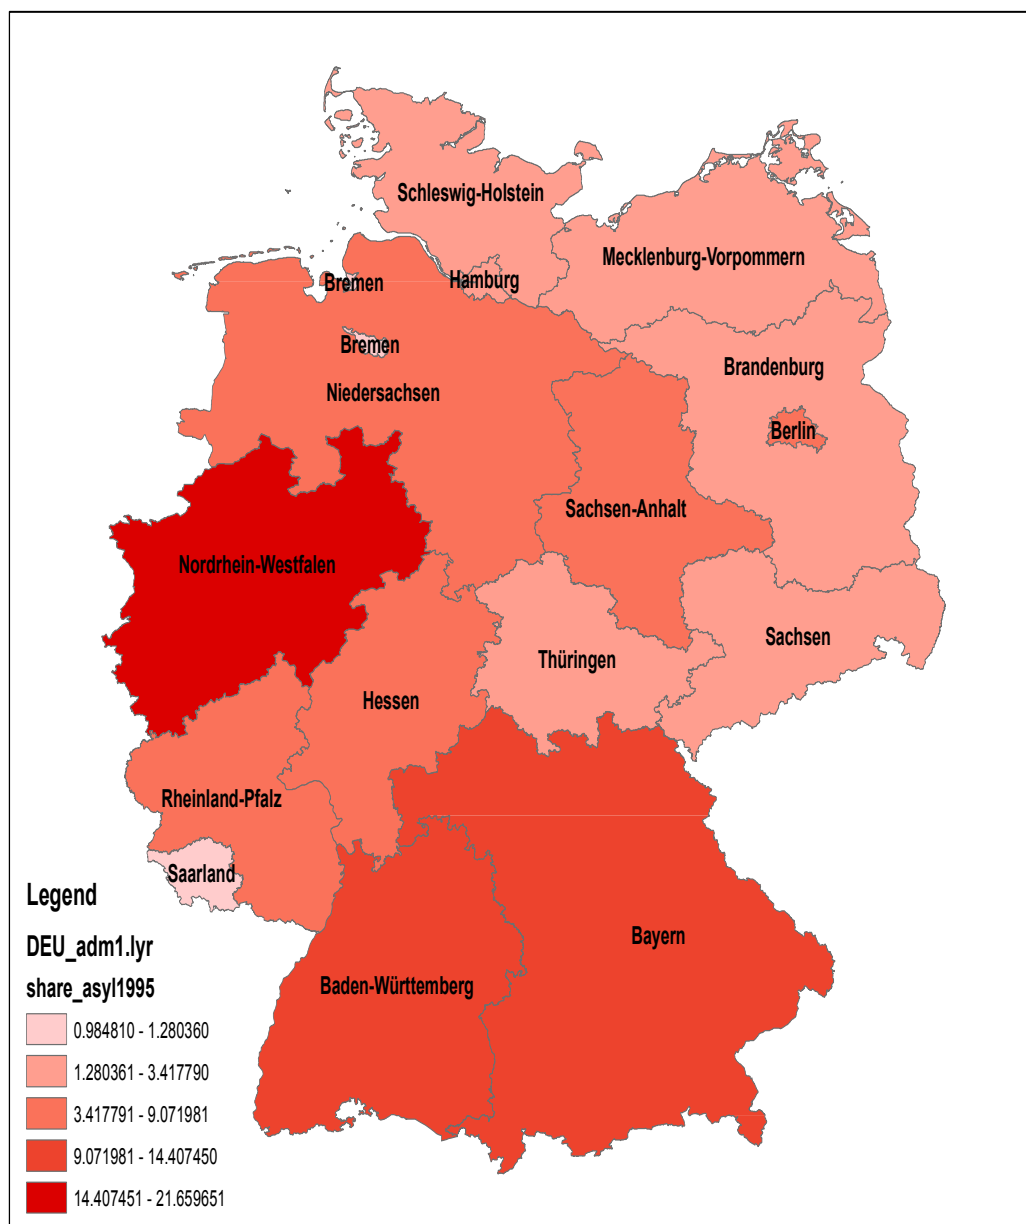 Schleswig-Holstein
Mecklenburg-Vorpommern
Hamburg
Bremen
Bremen
Brandenburg
Niedersachsen
Berlin
Sachsen-Anhalt
Nordrhein-Westfalen
Sachsen
Thüringen
Hessen
Rheinland-Pfalz
Saarland
Bayern
Baden-Württemberg
Legend
DEU_adm1.lyr
share_asyl1995
0.984810 - 1.280360
1.280361 - 3.417790
3.417791 - 9.071981
9.071981 - 14.407450
14.407451 - 21.659651